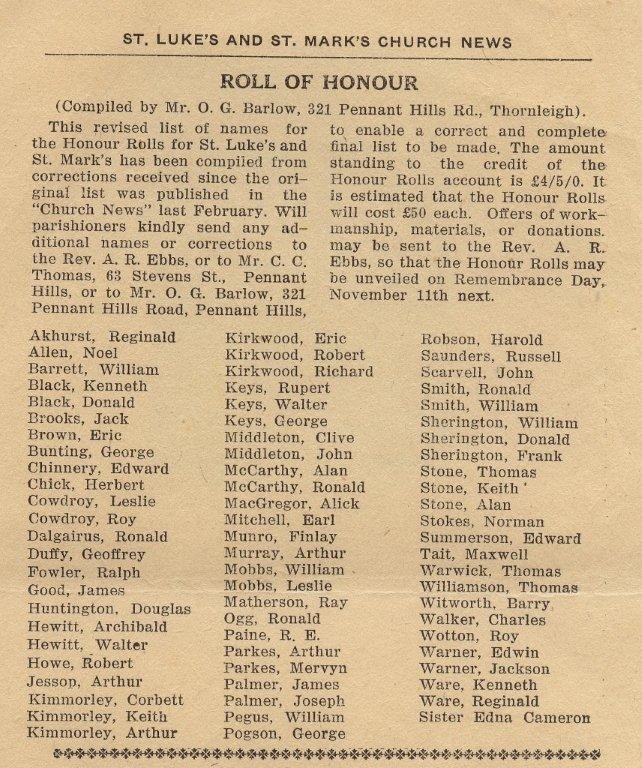 ST. LUKE'S AND ST. MARK'S CHURCH NEWS
ROLL OF HONOUR
(Compiled by Mr. O. G. Barlow, 321 Pennant Hills Rd., Thornleigh).
This revised list of names for
the Honour Rolls for St. Luke's and
St. Mark's has been compiled from
corrections received since the ori-
ginal list was published in the
"Church News" last February. Will
parishioners kindly send any ad-
ditional names or corrections to
the Rev. A. R. Ebbs, or to Mr. C. C.
Thomas, 63 Stevens St., Pennant
Hills, or to Mr. O. G. Barlow, 321
Pennant Hills Road, Pennant Hills,
to enable a correct and complete
final list to be made. The amount
standing to the credit of the
Honour Rolls account is £4/5/0. It
is estimated that the Honour Rolls
will cost £50 each. Offers of work-
manship, materials, or donations.
may be sent to the Rev. A. R.
Ebbs, so that the Honour Rolls may
be unveiled on Remembrance Day,
November 11th next.
Akhurst, Reginald
Allen, Noel
Barrett, William
Black, Kenneth
Black, Donald
Brooks, Jack
Brown, Eric
Bunting, George
Chinnery, Edward
Chick, Herbert
Cowdroy, Leslie
Cowdroy, Roy
Dalgairus, Ronald
Duffy, Geoffrey
Fowler, Ralph
Good, James
Huntington, Douglas
Hewitt, Archibald
Hewitt, Walter
Howe, Robert
Jessop, Arthur
Kimmorley, Corbett
Kimmorley, Keith
Kimmorley, Arthur
Kirkwood, Eric
Kirkwood, Robert
Kirkwood, Richard
Keys, Rupert
Keys, Walter
Keys, George
Middleton, Clive
Middleton, John
McCarthy, Alan
McCarthy, Ronald
MacGregor, Alick
Mitchell, Earl
Munro, Finlay
Murray, Arthur
Mobbs, William
Mobbs, Leslie
Matherson, Ray
Ogg, Ronald
Paine, R. E.
Parkes, Arthur
Parkes, Mervyn
Palmer, James
Palmer, Joseph
Pegus, William
Pogson, George
Robson, Harold
Saunders, Russell
Scarvell, John
Smith, Ronald
Smith, William
Sherington, William
Sherington, Donald
Sherington, Frank
Stone, Thomas
Stone, Keith
Stone, Alan
Stokes, Norman
Summerson, Edward
Tait, Maxwell
Warwick, Thomas
Williamson, Thomas
Witworth, Barry
Walker, Charles
Wotton, Roy
Warner, Edwin
Warner, Jackson
Ware, Kenneth
Ware, Reginald
Sister Edna Cameron